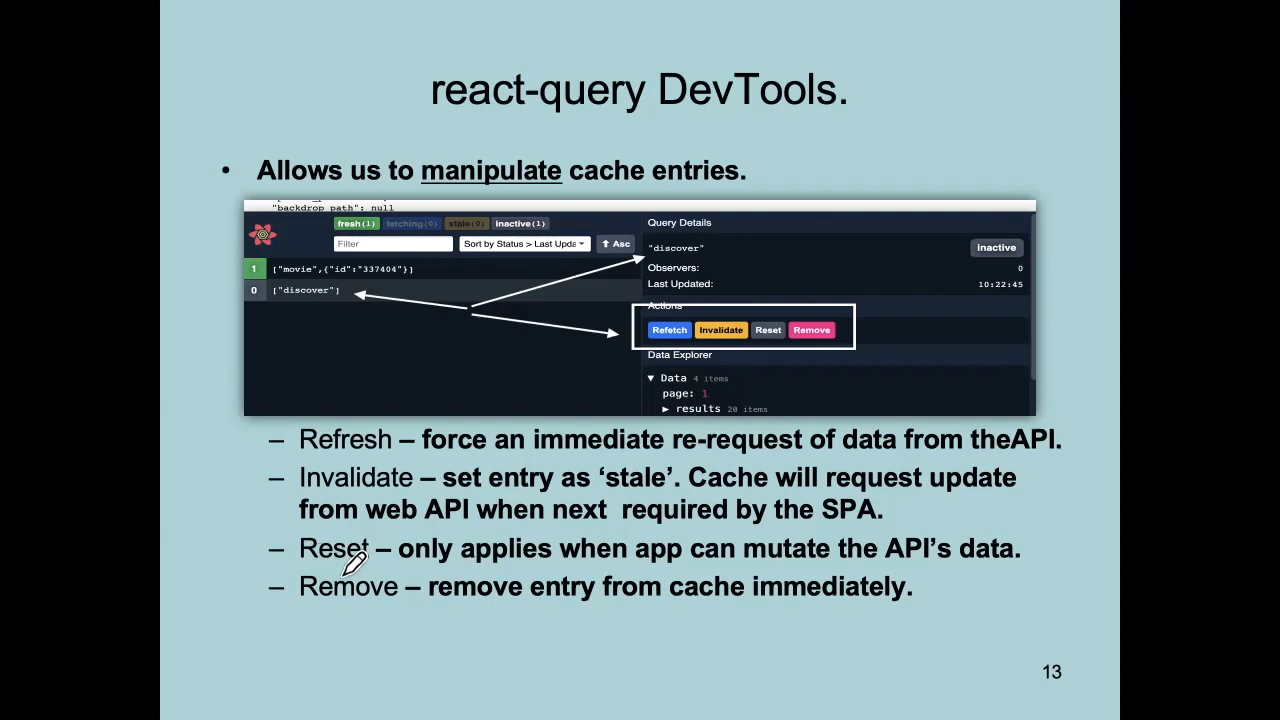 react-query DevTools.
• Allows us to manipulate cache entries.
"backdrop path": null
fresh (1) fetching (0) stale (0) inactive (1)
Filter
Sort by Status > Last Upda
Asc
1 ["movie",{"id":"337404"}]
0 ["discover"]
Query Details
"discover"
inactive
Observers: 0
Last Updated: 10:22:45
Actions
Refetch Invalidate Reset Remove
Data Explorer
▼ Data 4 items
page: 1
▶ results 20 items
– Refresh – force an immediate re-request of data from theAPI.
– Invalidate – set entry as ‘stale’. Cache will request update
from web API when next required by the SPA.
– Reset – only applies when app can mutate the API’s data.
– Remove – remove entry from cache immediately.
13